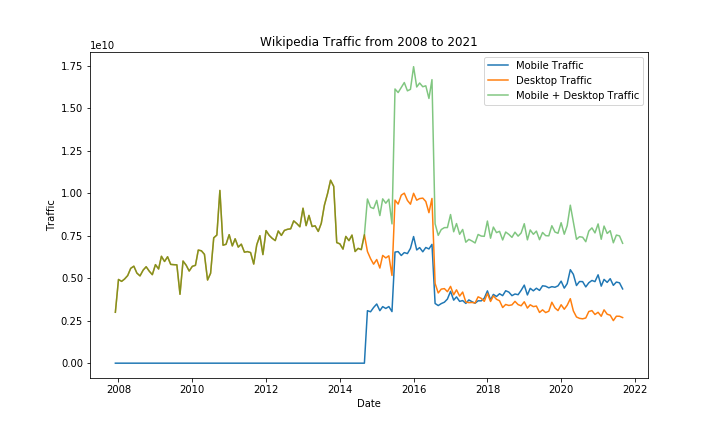 Wikipedia Traffic from 2008 to 2021
1e10
1.75
1.50
1.25
1.00
0.75
0.50
0.25
0.00
Traffic
Mobile Traffic
Desktop Traffic
Mobile + Desktop Traffic
2008 2010 2012 2014 2016 2018 2020 2022
Date